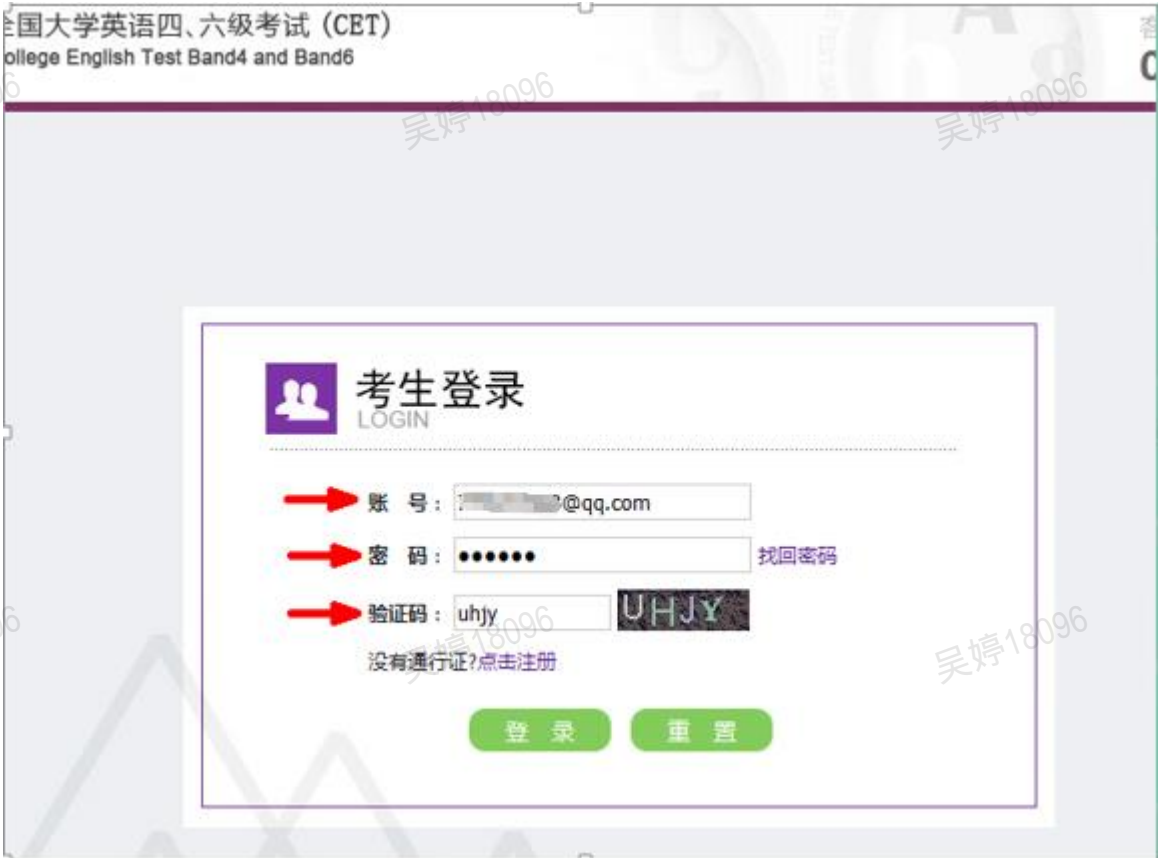 国大学英语四、六级考试（CET）
ollege English Test Band4 and Band6
吴婷18096
吴婷18096
考生登录
LOGIN
账 号： @qq.com
密 码： ●●●●●● 找回密码
验证码： uhjy UHJY
吴婷18096
吴婷18096
没有通行证?点击注册
登 录 重 置